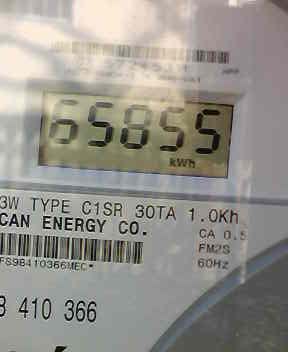 65855
kWh
3W TYPE C1SR 30TA 1.0Kh
CAN ENERGY CO.
CA 0.5
FM2S
FS98410366MEC*
60Hz
8 410 366